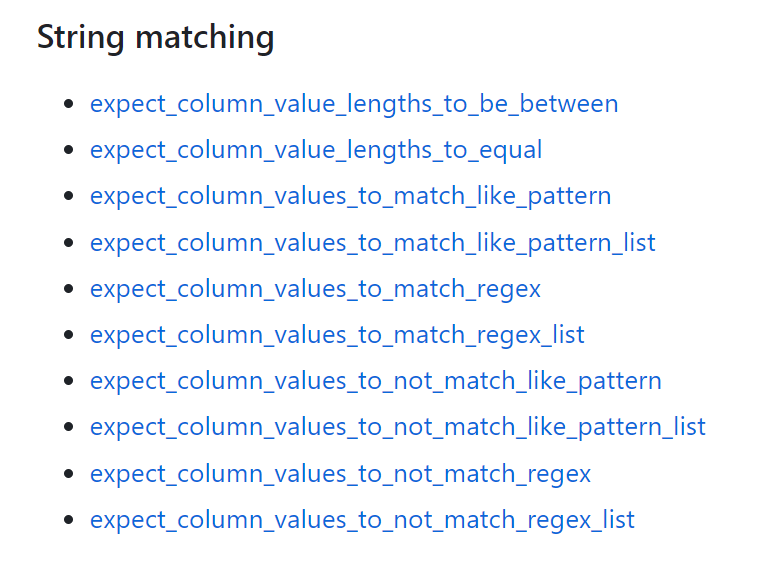 String matching
expect_column_value_lengths_to_be_between
expect_column_value_lengths_to_equal
expect_column_values_to_match_like_pattern
expect_column_values_to_match_like_pattern_list
expect_column_values_to_match_regex
expect_column_values_to_match_regex_list
expect_column_values_to_not_match_like_pattern
expect_column_values_to_not_match_like_pattern_list
expect_column_values_to_not_match_regex
expect_column_values_to_not_match_regex_list